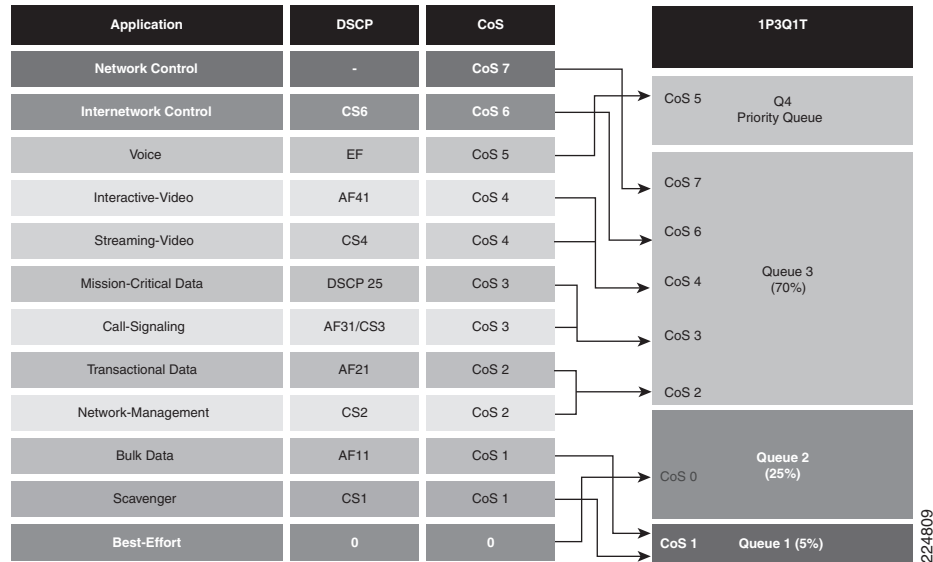 Application DSCP CoS 1P3Q1T
Network Control - CoS 7
Internetwork Control CS6 CoS 6
Voice EF CoS 5
Interactive-Video AF41 CoS 4
Streaming-Video CS4 CoS 4
Mission-Critical Data DSCP 25 CoS 3
Call-Signaling AF31/CS3 CoS 3
Transactional Data AF21 CoS 2
Network-Management CS2 CoS 2
Bulk Data AF11 CoS 1
Scavenger CS1 CoS 1
Best-Effort 0 0
CoS 5 Q4
Priority Queue
CoS 7
CoS 6
Queue 3
CoS 4 (70%)
CoS 3
CoS 2
Queue 2
(25%)
CoS 0
CoS 1 Queue 1 (5%)
224809